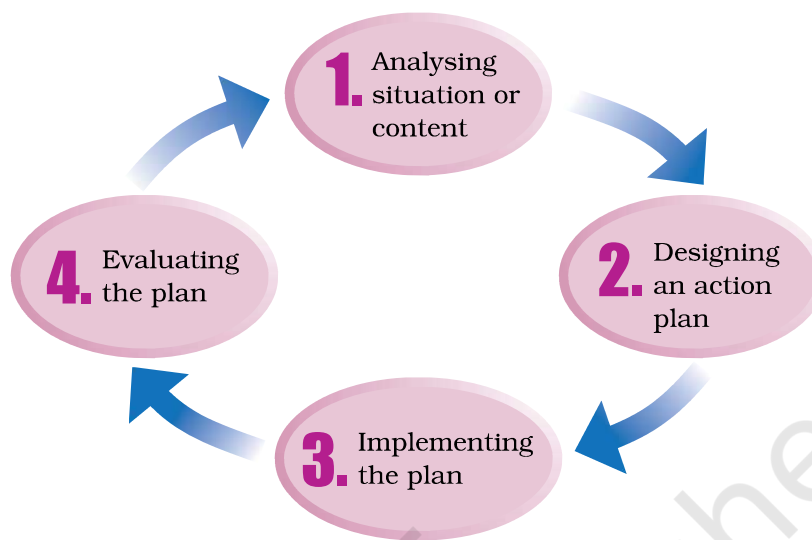 1. Analysing
situation or
content
2. Designing
an action
plan
3. Implementing
the plan
4. Evaluating
the plan